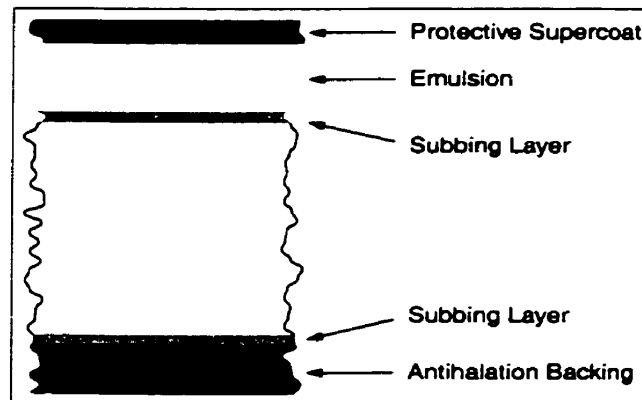 Protective Supercoat
Emulsion
Subbing Layer
Subbing Layer
Antihalation Backing